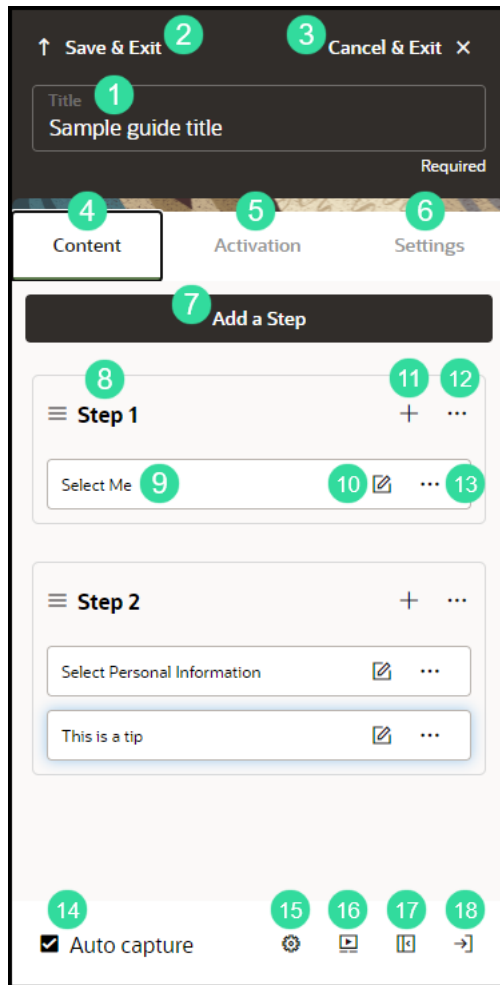 ↑ Save & Exit 2 3 Cancel & Exit ×
Title 1
Sample guide title
Required
4 5 6
Content Activation Settings
7 Add a Step
8 11 12
Step 1 + ...
Select Me 9 10 ... 13
Step 2 + ...
Select Personal Information ...
This is a tip ...
14 15 16 17 18
Auto capture